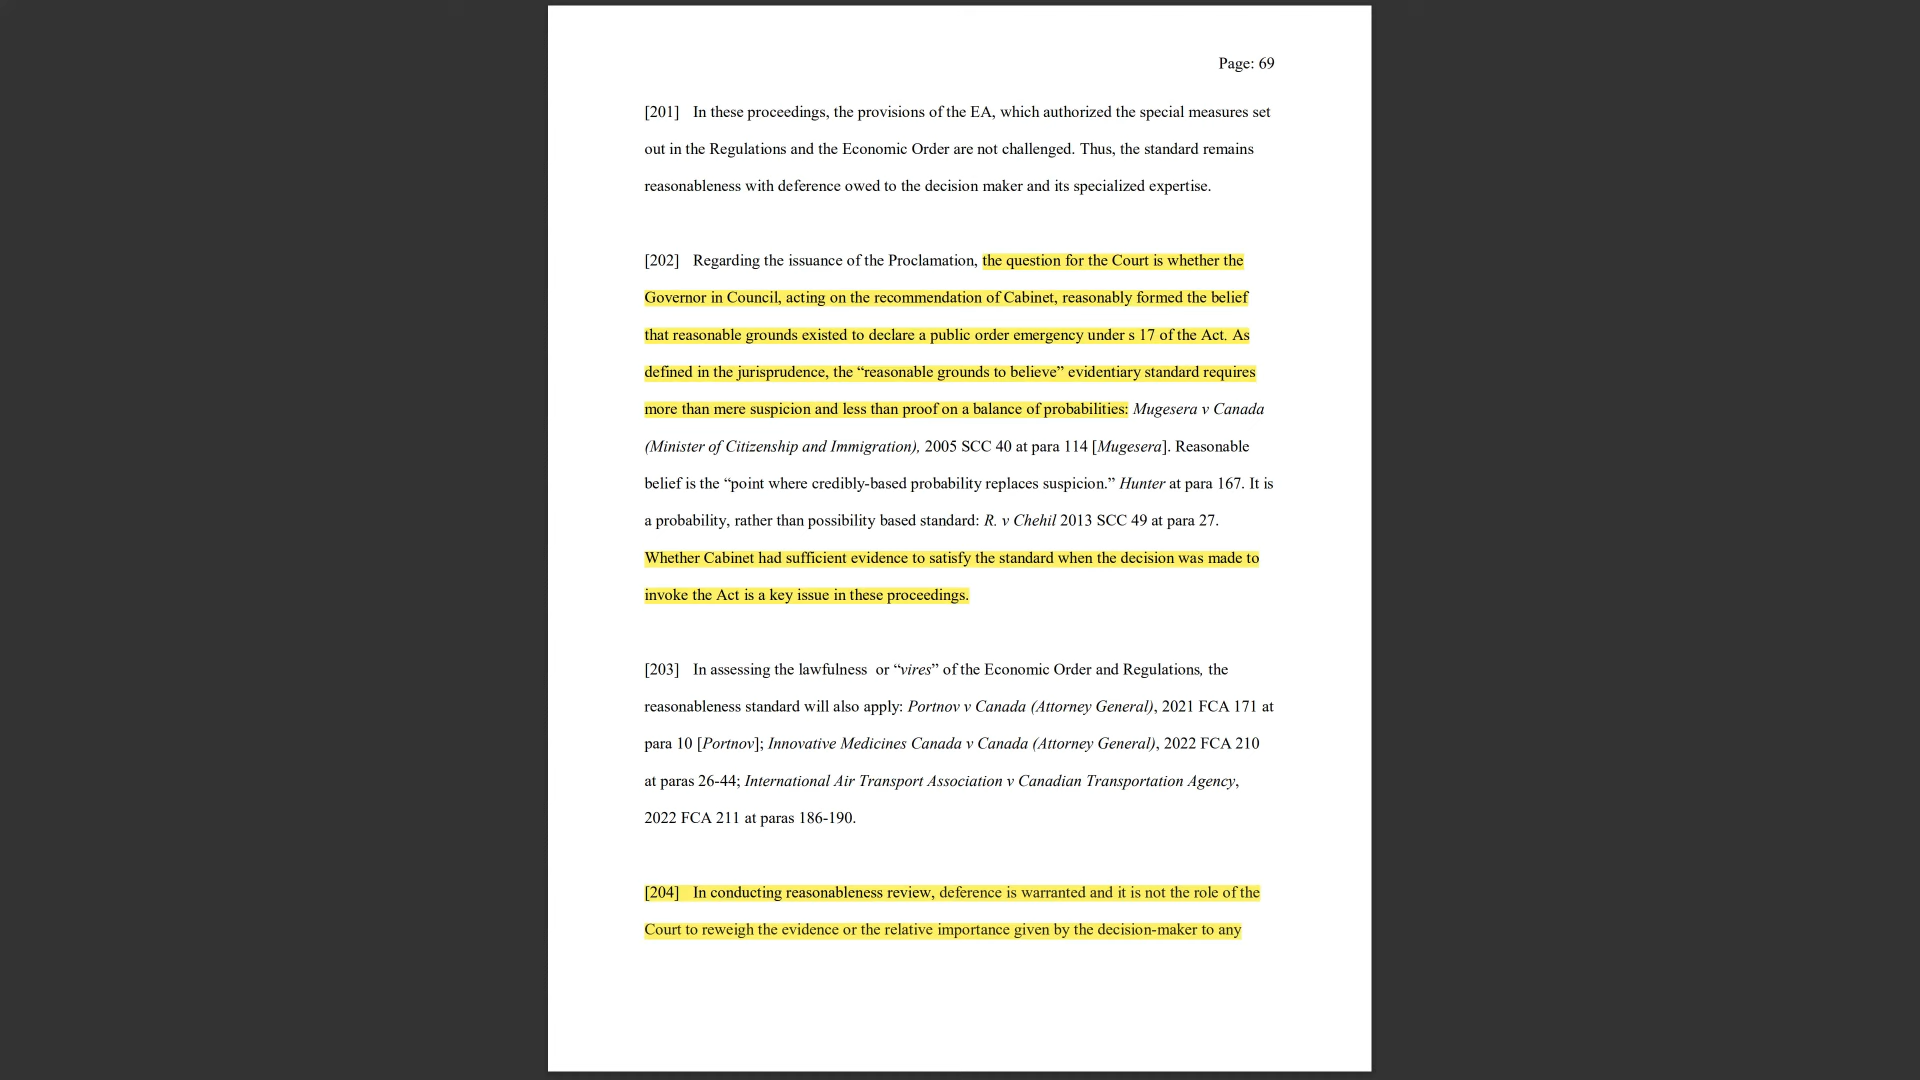 Page: 69
[201] In these proceedings, the provisions of the EA, which authorized the special measures set
out in the Regulations and the Economic Order are not challenged. Thus, the standard remains
reasonableness with deference owed to the decision maker and its specialized expertise.
[202] Regarding the issuance of the Proclamation, the question for the Court is whether the
Governor in Council, acting on the recommendation of Cabinet, reasonably formed the belief
that reasonable grounds existed to declare a public order emergency under s 17 of the Act. As
defined in the jurisprudence, the “reasonable grounds to believe” evidentiary standard requires
more than mere suspicion and less than proof on a balance of probabilities: Mugesera v Canada
(Minister of Citizenship and Immigration), 2005 SCC 40 at para 114 [Mugesera]. Reasonable
belief is the “point where credibly-based probability replaces suspicion.” Hunter at para 167. It is
a probability, rather than possibility based standard: R. v Chehil 2013 SCC 49 at para 27.
Whether Cabinet had sufficient evidence to satisfy the standard when the decision was made to
invoke the Act is a key issue in these proceedings.
[203] In assessing the lawfulness or “vires” of the Economic Order and Regulations, the
reasonableness standard will also apply: Portnov v Canada (Attorney General), 2021 FCA 171 at
para 10 [Portnov]; Innovative Medicines Canada v Canada (Attorney General), 2022 FCA 210
at paras 26-44; International Air Transport Association v Canadian Transportation Agency,
2022 FCA 211 at paras 186-190.
[204] In conducting reasonableness review, deference is warranted and it is not the role of the
Court to reweigh the evidence or the relative importance given by the decision-maker to any